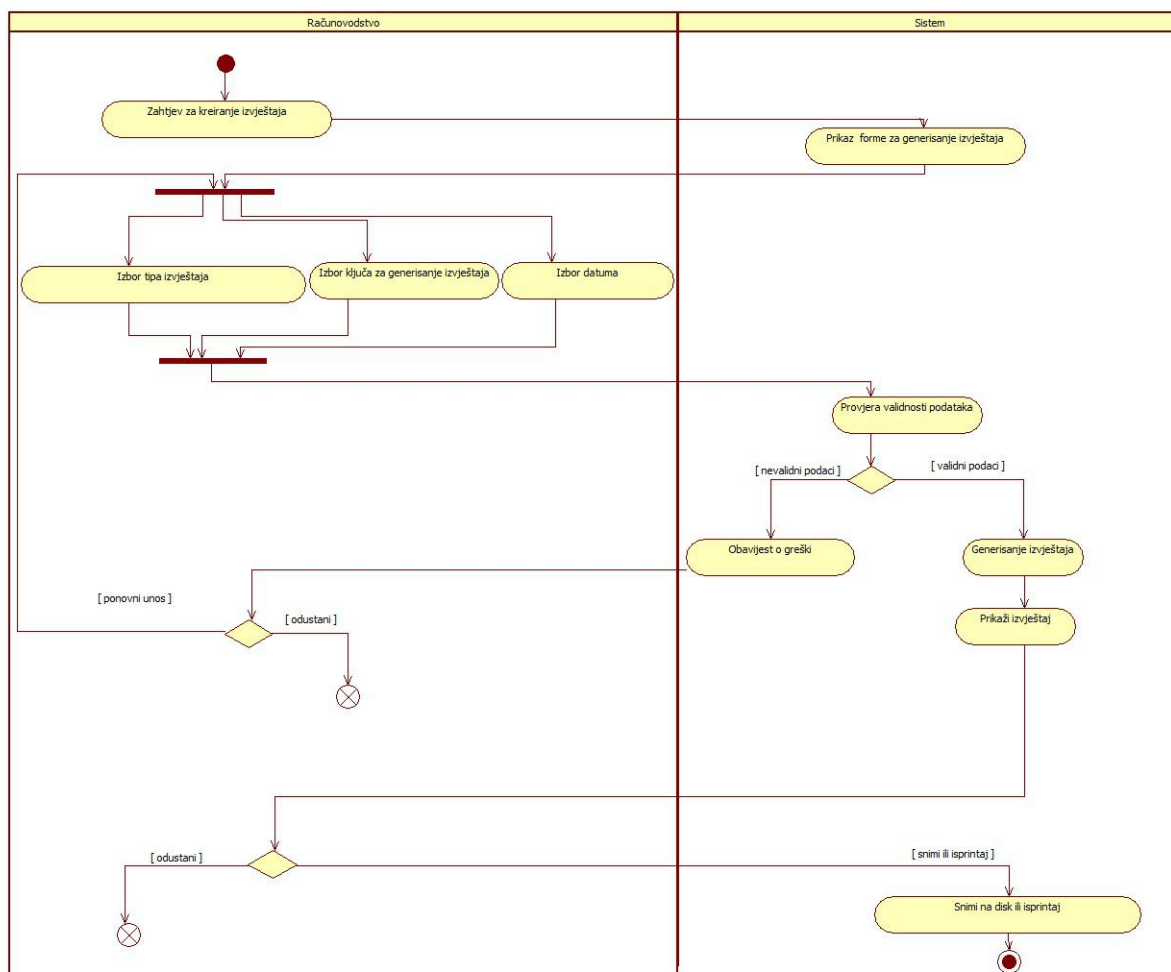 Računovodstvo
Sistem
Zahtjev za kreiranje izvještaja
Prikaz forme za generisanje izvještaja
Izbor tipa izvještaja
Izbor ključa za generisanje izvještaja
Izbor datuma
Provjera validnosti podataka
[ nevalidni podaci ]
[ validni podaci ]
Obavijest o greški
Generisanje izvještaja
[ ponovni unos ]
[ odustani ]
Prikaži izvještaj
[ odustani ]
[ snimi ili isprintaj ]
Snimi na disk ili isprintaj